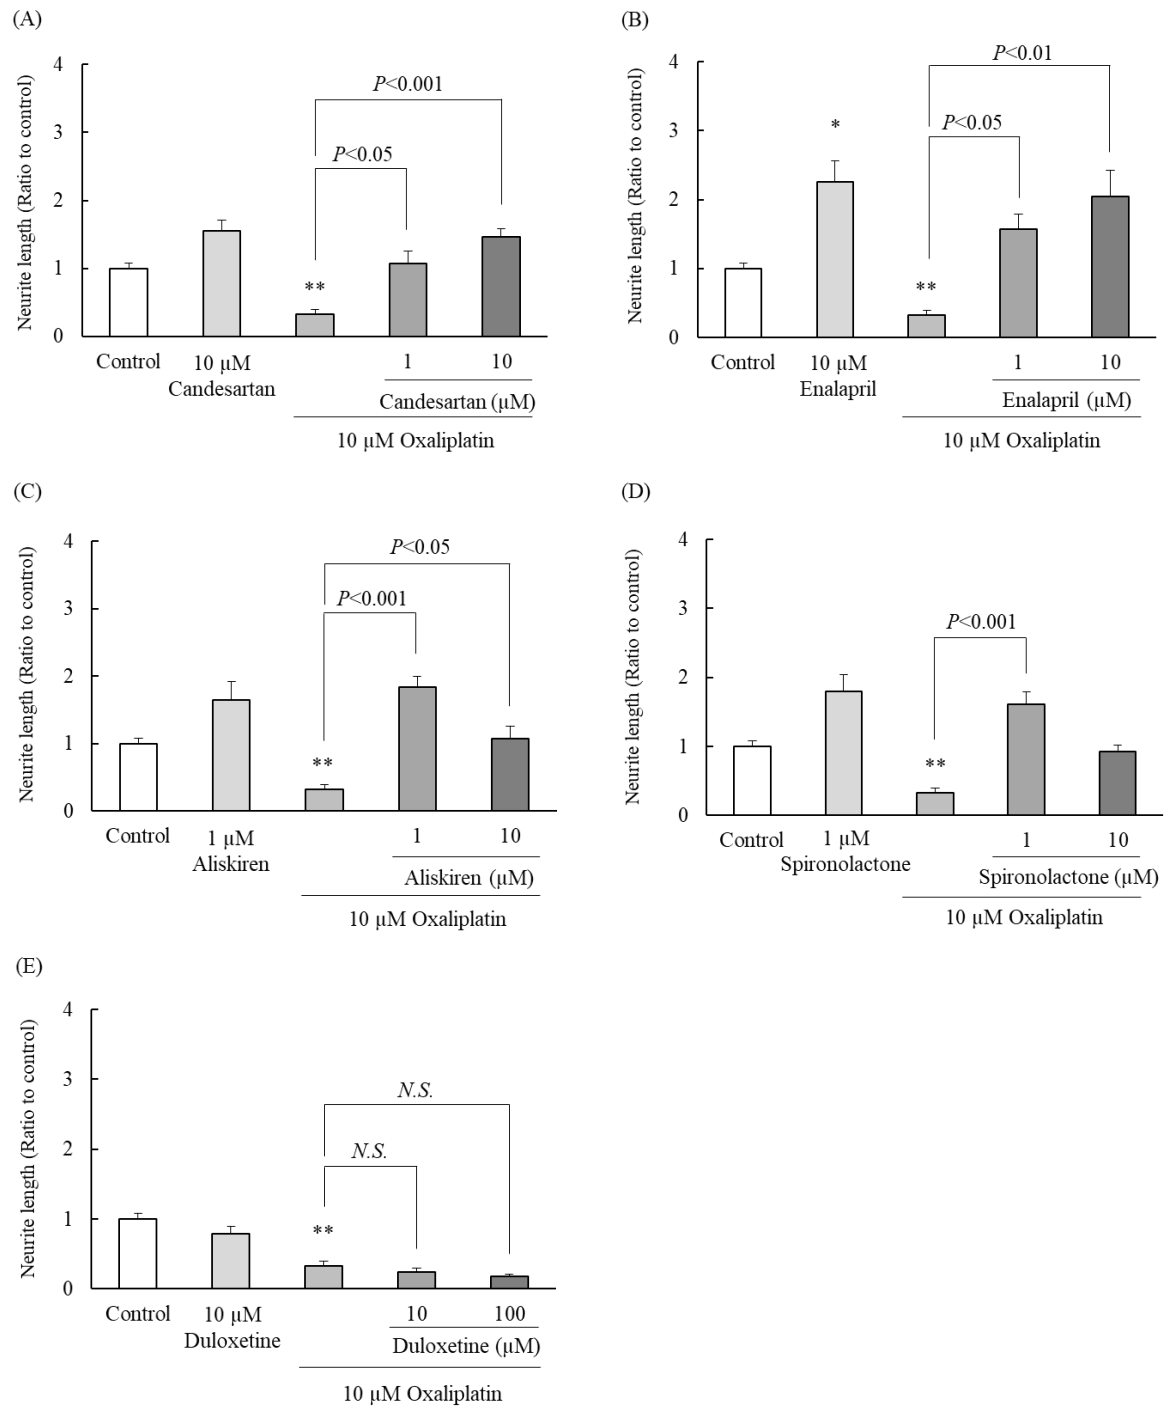 (A)
Neurite length (Ratio to control)
4
3
2
1
0
P<0.001
P<0.05
**
Control
10 μM
Candesartan
1
10
Candesartan (μM)
10 μM Oxaliplatin
(B)
Neurite length (Ratio to control)
4
3
2
1
0
P<0.01
P<0.05
*
**
Control
10 μM
Enalapril
1
10
Enalapril (μM)
10 μM Oxaliplatin
(C)
Neurite length (Ratio to control)
4
3
2
1
0
P<0.05
P<0.001
**
Control
1 μM
Aliskiren
1
10
Aliskiren (μM)
10 μM Oxaliplatin
(D)
Neurite length (Ratio to control)
4
3
2
1
0
P<0.001
**
Control
1 μM
Spironolactone
1
10
Spironolactone (μM)
10 μM Oxaliplatin
(E)
Neurite length (Ratio to control)
4
3
2
1
0
N.S.
N.S.
**
Control
10 μM
Duloxetine
10
100
Duloxetine (μM)
10 μM Oxaliplatin